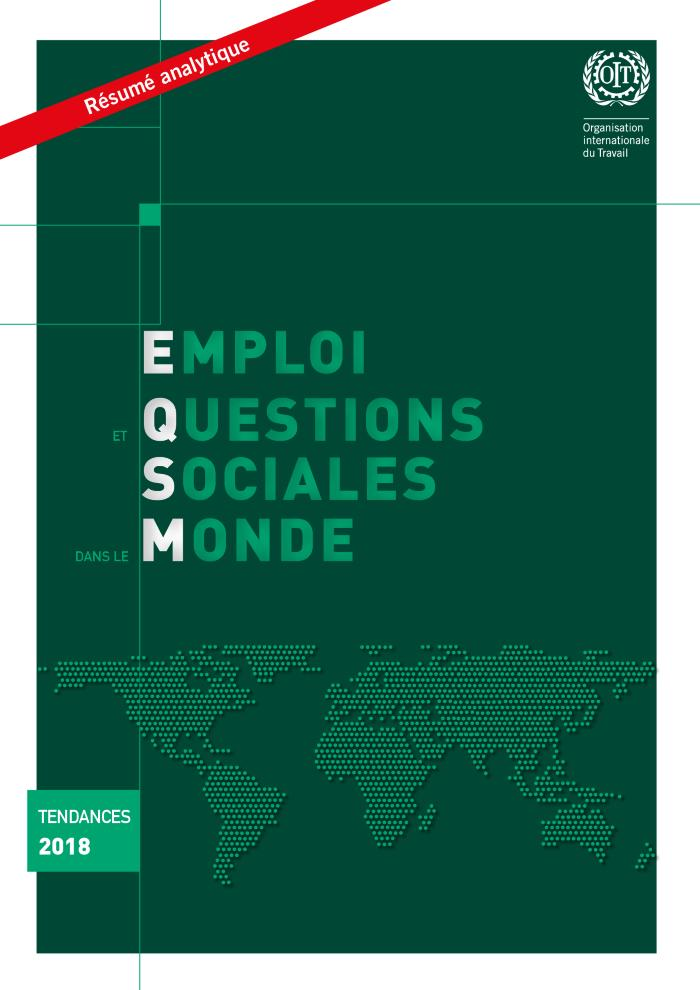 Résumé analytique
OIT
Organisation
internationale
du Travail
EMPLOI
ET QUESTIONS
SOCIALES
DANS LE MONDE
TENDANCES
2018